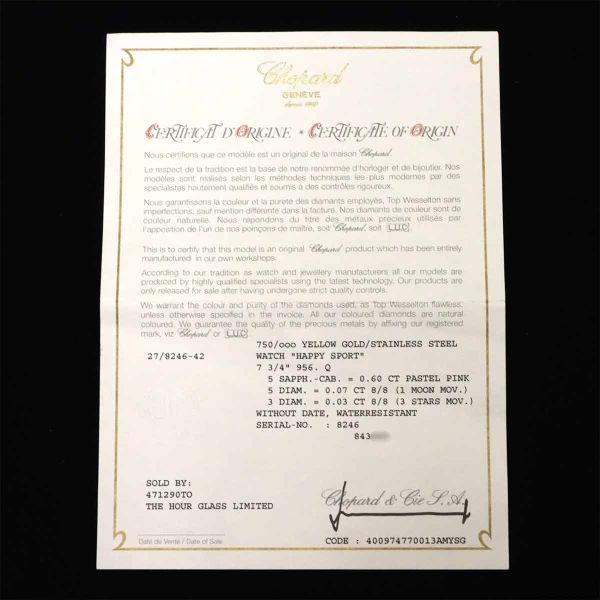 Chopard
GENÈVE
depuis 1860
CERTIFICAT D'ORIGINE * CERTIFICATE OF ORIGIN
Nous certifions que ce modèle est un original de la maison Chopard.
Le respect de la tradition est la base de notre renommée d'horloger et de bijoutier. Nos
modèles sont réalisés selon les méthodes techniques les plus modernes par des
spécialistes hautement qualifiés et soumis à des contrôles rigoureux.
Nous garantissons la couleur et la pureté des diamants employés, Top Wesselton sans
imperfections, sauf mention différente dans la facture. Nos diamants de couleur sont de
couleur naturelle. Nous répondons du titre des métaux précieux utilisés par
l'apposition de l'un de nos poinçons de maître, soit Chopard, soit L.U.C
This is to certify that this model is an original Chopard product which has been entirely
manufactured in our own workshops.
According to our tradition as watch and jewellery manufacturers all our models are
produced by highly qualified specialists using the latest technology. Our products are
only released for sale after having undergone strict quality controls.
We warrant the colour and purity of the diamonds used, as Top Wesselton flawless,
unless otherwise specified in the invoice. All our coloured diamonds are natural
coloured. We guarantee the quality of the precious metals by affixing our registered
mark, viz Chopard or L.U.C
750/ooo YELLOW GOLD/STAINLESS STEEL
27/8246-42 WATCH "HAPPY SPORT"
7 3/4" 956. Q
5 SAPPH.-CAB. = 0.60 CT PASTEL PINK
5 DIAM. = 0.07 CT 8/8 (1 MOON MOV.)
3 DIAM. = 0.03 CT 8/8 (3 STARS MOV.)
WITHOUT DATE, WATERRESISTANT
SERIAL-NO. : 8246
843
SOLD BY:
471290TO
THE HOUR GLASS LIMITED
Chopard & Cie S.A.
Date de Vente / Date of Sale
CODE : 400974770013AMYSG